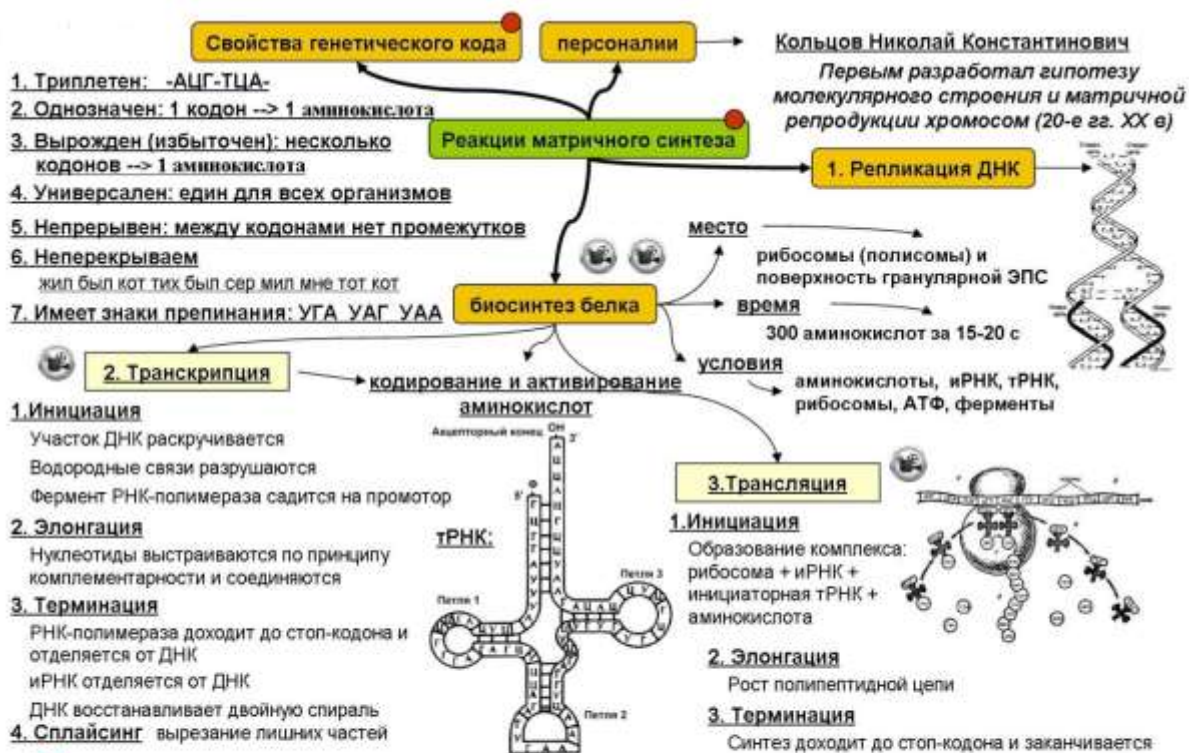 Свойства генетического кода
персоналии
Кольцов Николай Константинович
Первым разработал гипотезу
молекулярного строения и матричной
репродукции хромосом (20-е гг. XX в)
1. Триплетен: -АЦГ-ТЦА-
2. Однозначен: 1 кодон --> 1 аминокислота
3. Вырожден (избыточен): несколько
кодонов --> 1 аминокислота
4. Универсален: един для всех организмов
5. Непрерывен: между кодонами нет промежутков
6. Неперекрываем
жил был кот тих был сер мил мне тот кот
7. Имеет знаки препинания: УГА УАГ УАА
Реакции матричного синтеза
1. Репликация ДНК
биосинтез белка
место
рибосомы (полисомы) и
поверхность гранулярной ЭПС
время
300 аминокислот за 15-20 с
условия
аминокислоты, иРНК, тРНК,
рибосомы, АТФ, ферменты
2. Транскрипция
кодирование и активирование
аминокислот
1.Инициация
Участок ДНК раскручивается
Водородные связи разрушаются
Фермент РНК-полимераза садится на промотор
2. Элонгация
Нуклеотиды выстраиваются по принципу
комплементарности и соединяются
3. Терминация
РНК-полимераза доходит до стоп-кодона и
отделяется от ДНК
иРНК отделяется от ДНК
ДНК восстанавливает двойную спираль
4. Сплайсинг вырезание лишних частей
Акцепторный конец
ОН
3'
5'
Ф
тРНК:
Петля 1
Петля 3
Петля 2
3.Трансляция
1.Инициация
Образование комплекса:
рибосома + иРНК +
инициаторная тРНК +
аминокислота
2. Элонгация
Рост полипептидной цепи
3. Терминация
Синтез доходит до стоп-кодона и заканчивается